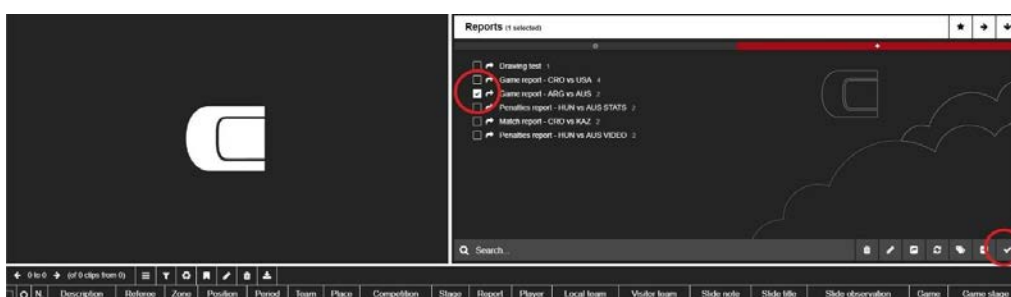 Reports (1 selected)
Drawing test 1
Game report - CRO vs USA 4
Game report - ARG vs AUS 2
Penalties report - HUN vs AUS STATS 2
Match report - CRO vs KAZ 2
Penalties report - HUN vs AUS VIDEO 2
Search...
0 to 0 (of 0 clips from 0)
N Description Referee Zone Position Period Team Place Competition Stage Report Player Local team Visitor team Slide note Slide title Slide observation Game Game stage